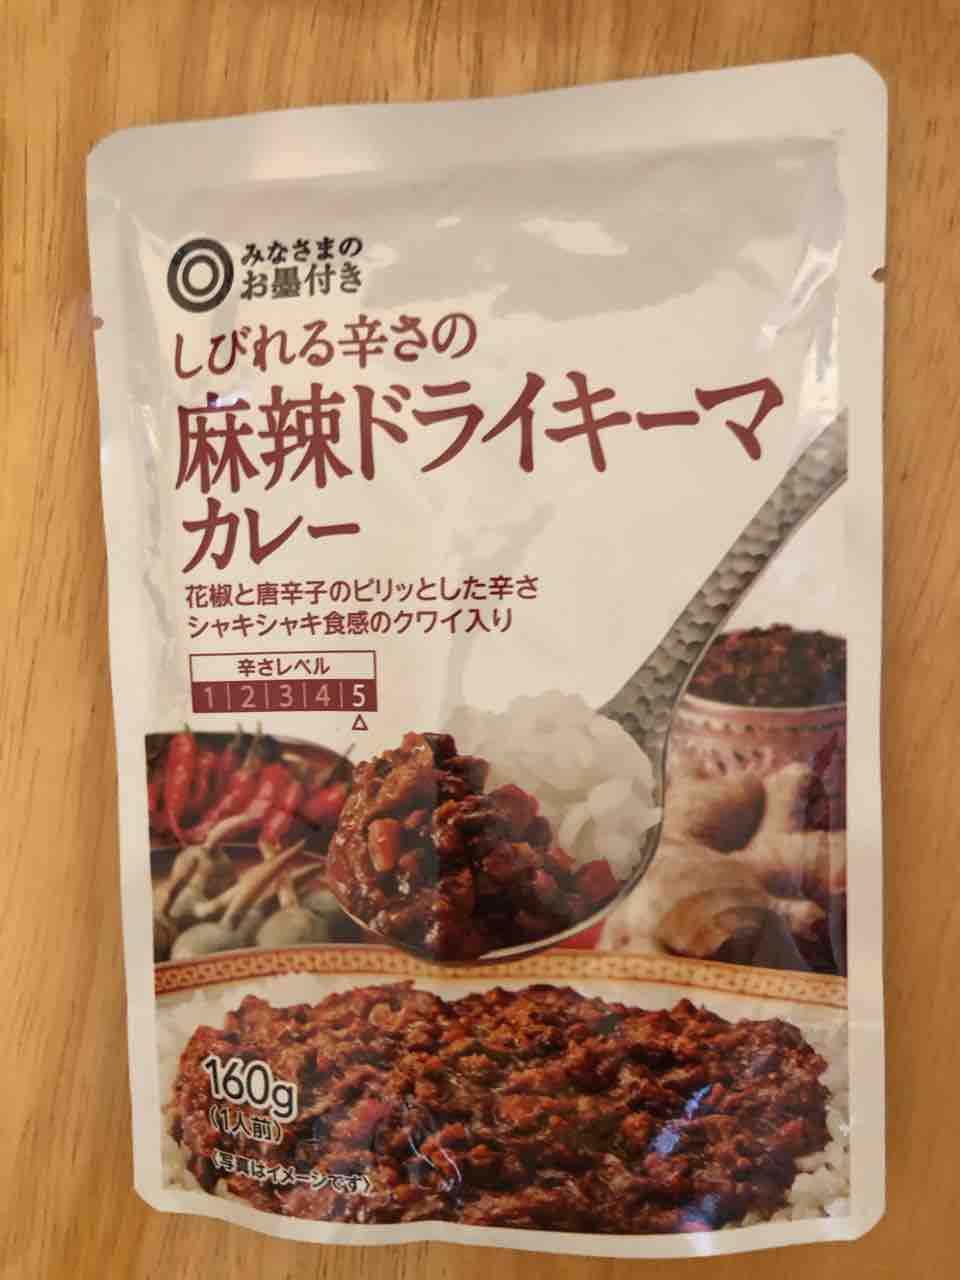 みなさまの
お墨付き
しびれる辛さの
麻辣ドライキーマ
カレー
花椒と唐辛子のピリッとした辛さ
シャキシャキ食感のクワイ入り
辛さレベル
1 2 3 4 5
160g
(1人前)
(写真はイメージです)